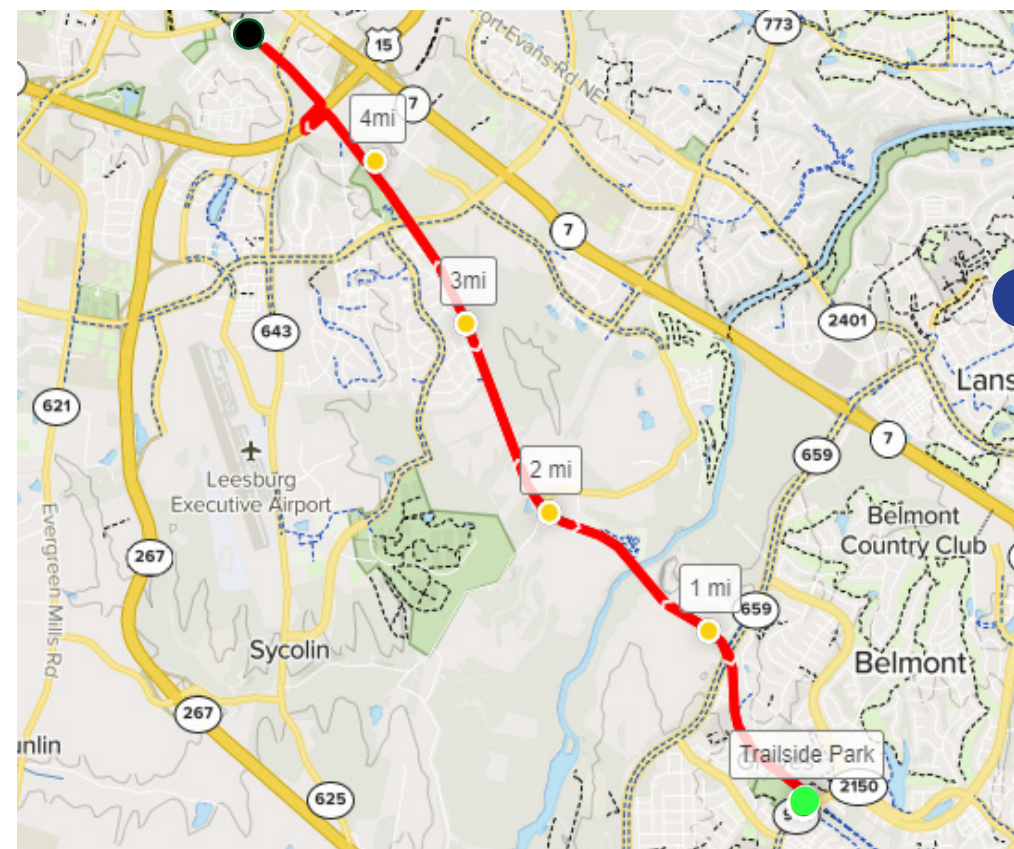 15
Fort Evans Rd NE
773
7
4mi
7
3mi
643
2401
Lans
621
7
2 mi
659
Leesburg
Executive Airport
Belmont
Country Club
Evergreen Mills Rd
267
1 mi
659
Sycolin
Belmont
267
nlin
Trailside Park
625
2150